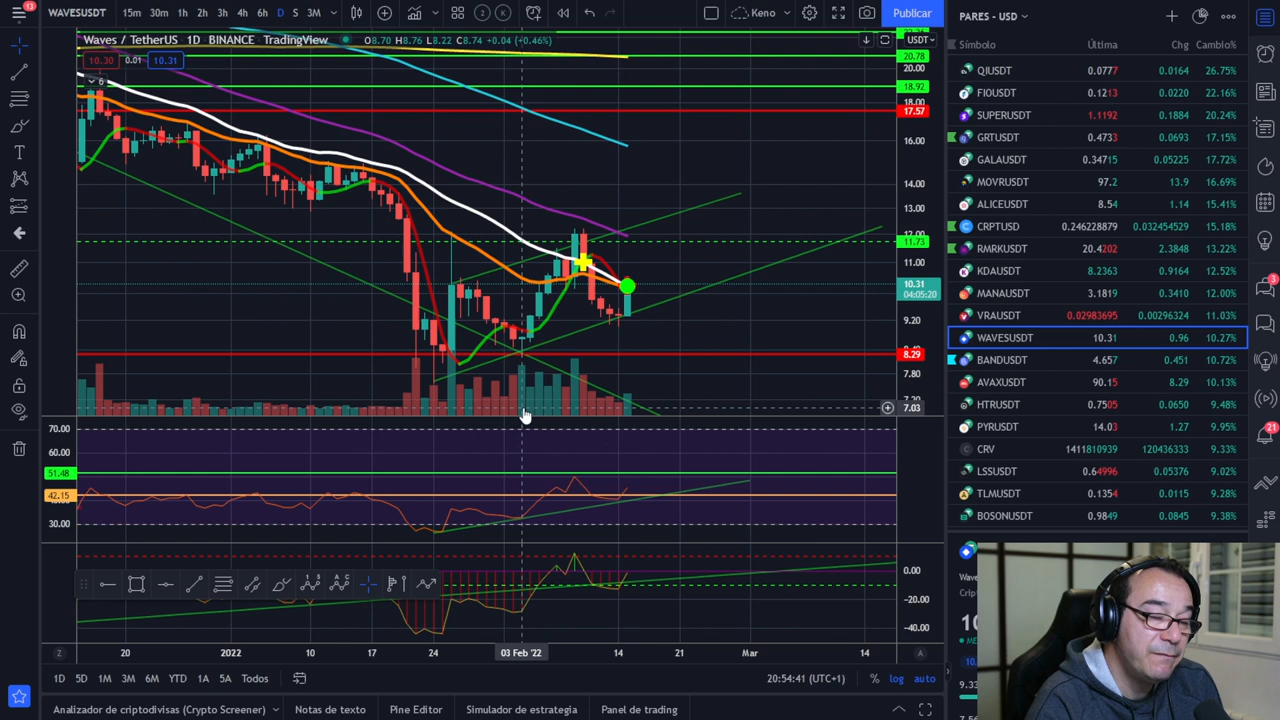 13
WAVESUSDT 15m 30m 1h 2h 3h 4h 6h D S 3M 2 K Keno Publicar
Waves / TetherUS 1D BINANCE TradingView O8.70 H8.76 L8.22 C8.74 +0.04 (+0.46%) USDT
10.30 0.01 10.31
6
20.78
20.00
18.92
18.00
17.57
16.00
14.00
13.00
12.00
11.73
11.00
10.31
04:05:20
9.20
8.29
7.80
7.03
70.00
60.00
51.48
42.15
30.00
0.00
-20.00
-40.00
Z 20 2022 10 17 24 03 Feb '22 14 21 Mar 14 A
1D 5D 1M 3M 6M YTD 1A 5A Todos 20:54:41 (UTC+1) % log auto
Analizador de criptodivisas (Crypto Screener) Notas de texto Pine Editor Simulador de estrategia Panel de trading
PARES - USD
Símbolo Última Chg Cambio%
QIUSDT 0.0777 0.0164 26.75%
FIOUSDT 0.1213 0.0220 22.16%
SUPERUSDT 1.1192 0.1884 20.24%
GRTUSDT 0.4733 0.0693 17.15%
GALAUSDT 0.34715 0.05225 17.72%
MOVRUSDT 97.2 13.9 16.69%
ALICEUSDT 8.54 1.14 15.41%
CRPTUSD 0.246228879 0.032454529 15.18%
RMRKUSDT 20.4202 2.3848 13.22%
KDAUSDT 8.2363 0.9164 12.52%
MANAUSDT 3.1819 0.3410 12.00%
VRAUSDT 0.02983695 0.00296324 11.03%
WAVESUSDT 10.31 0.96 10.27%
BANDUSDT 4.657 0.451 10.72%
AVAXUSDT 90.15 8.29 10.13%
HTRUSDT 0.7505 0.0650 9.48%
PYRUSDT 14.03 1.27 9.95%
CRV 1411810939 120436333 9.33%
LSSUSDT 0.64996 0.05376 9.02%
TLMUSDT 0.1354 0.0115 9.28%
BOSONUSDT 0.9849 0.0845 9.38%
3
21